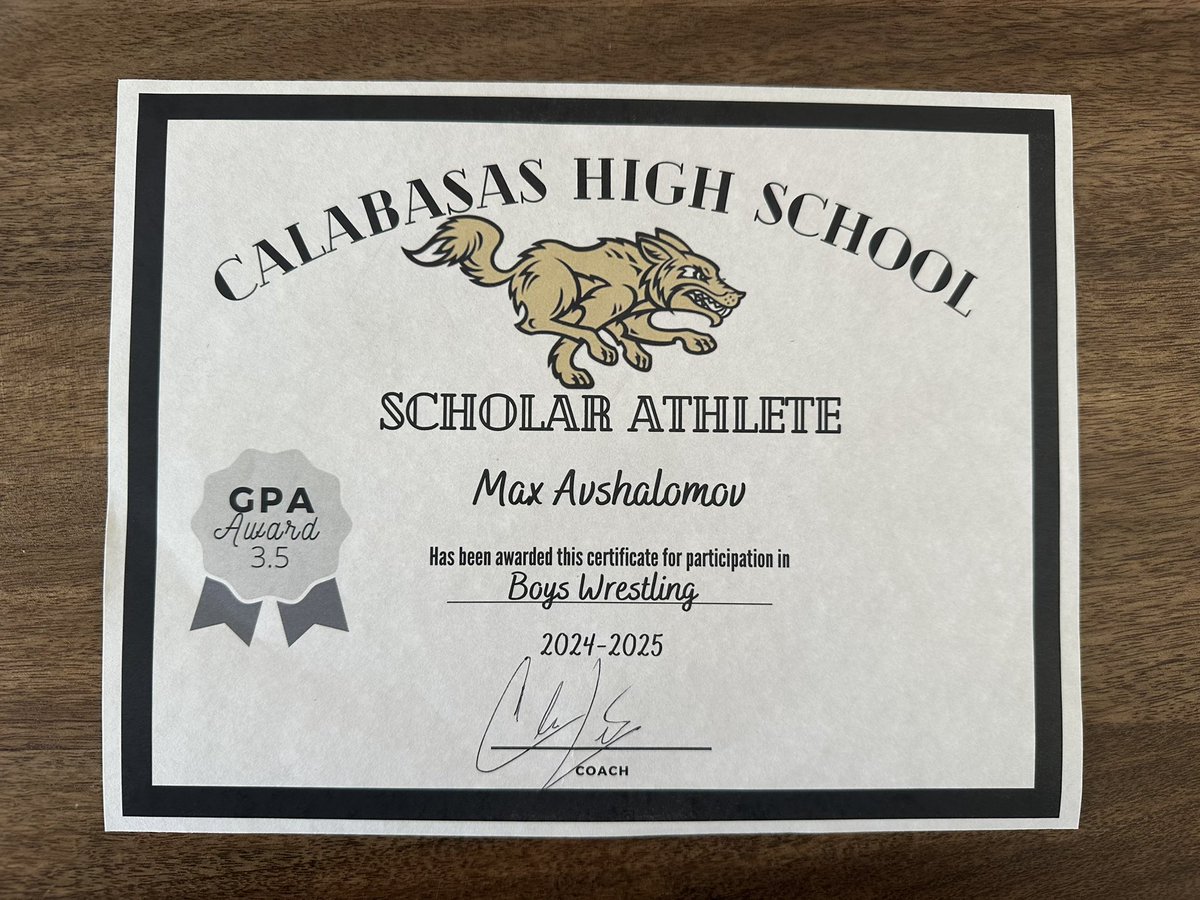 CALABASAS HIGH SCHOOL
SCHOLAR ATHLETE
Max Avshalomov
GPA
Award
3.5
Has been awarded this certificate for participation in
Boys Wrestling
2024-2025
COACH